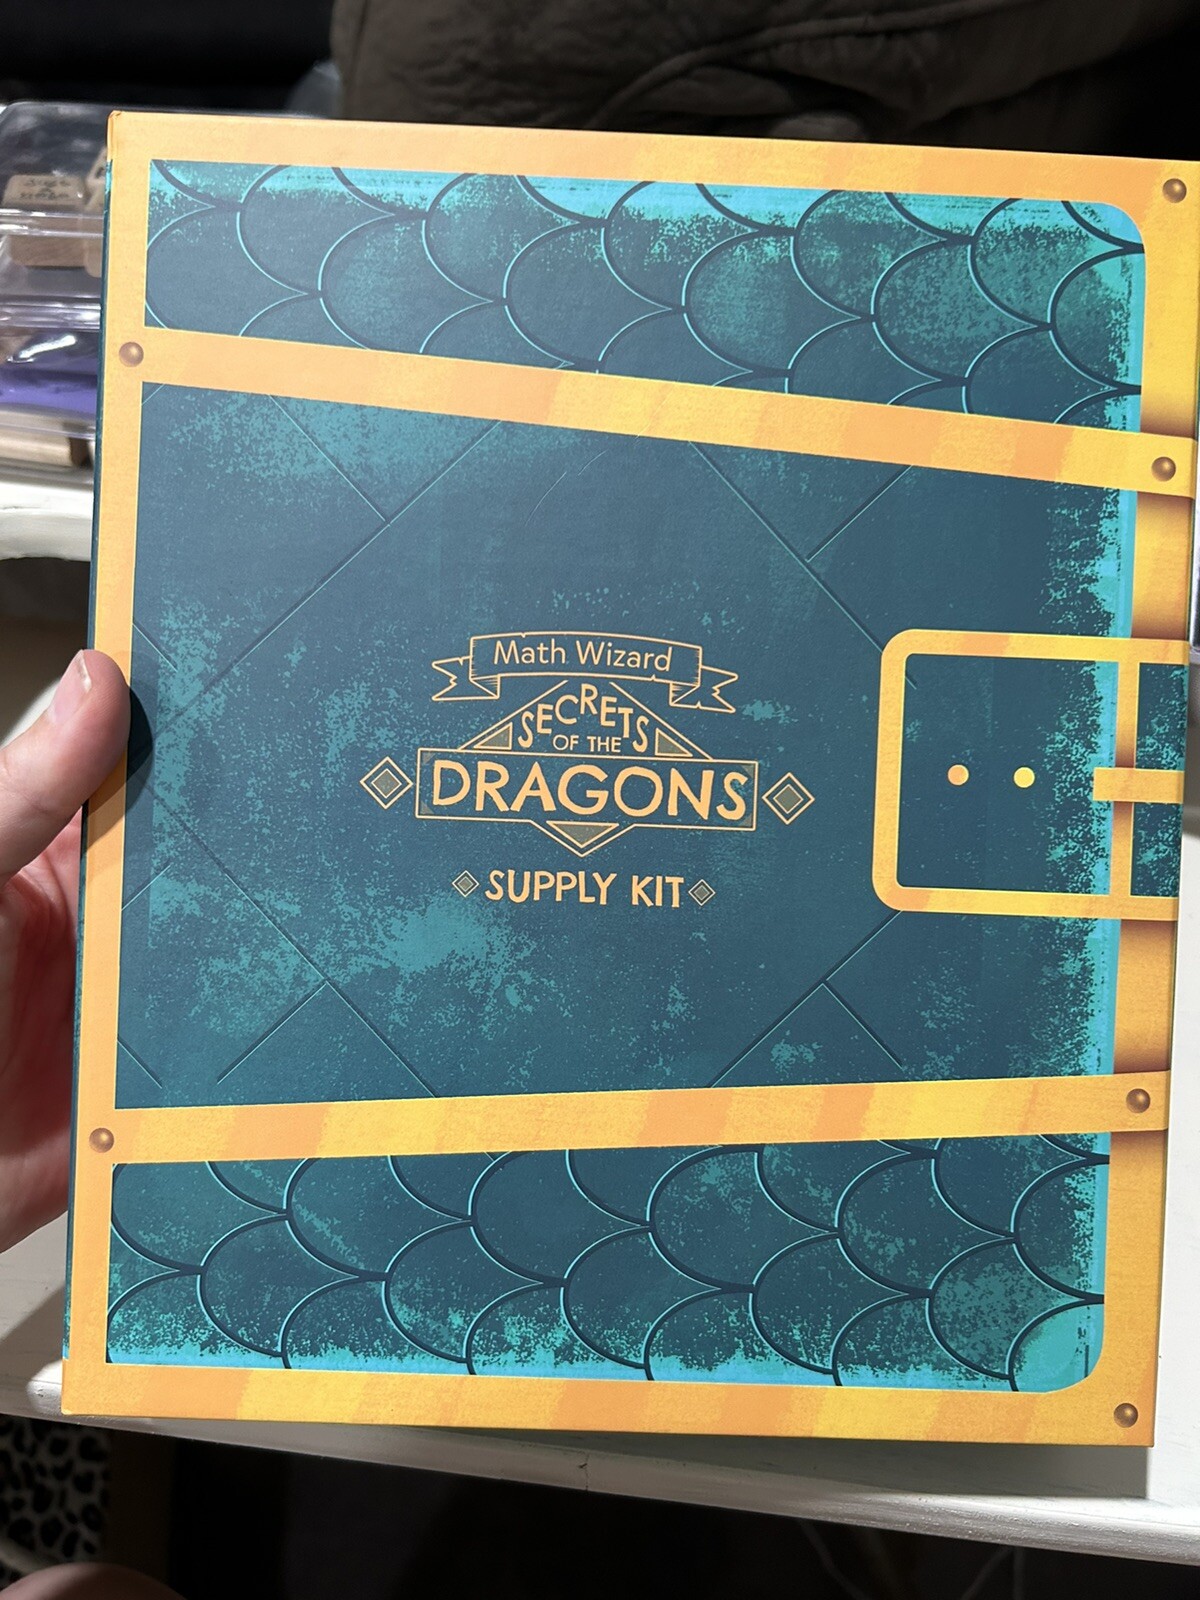 Math Wizard
SECRETS
OF THE
DRAGONS
SUPPLY KIT